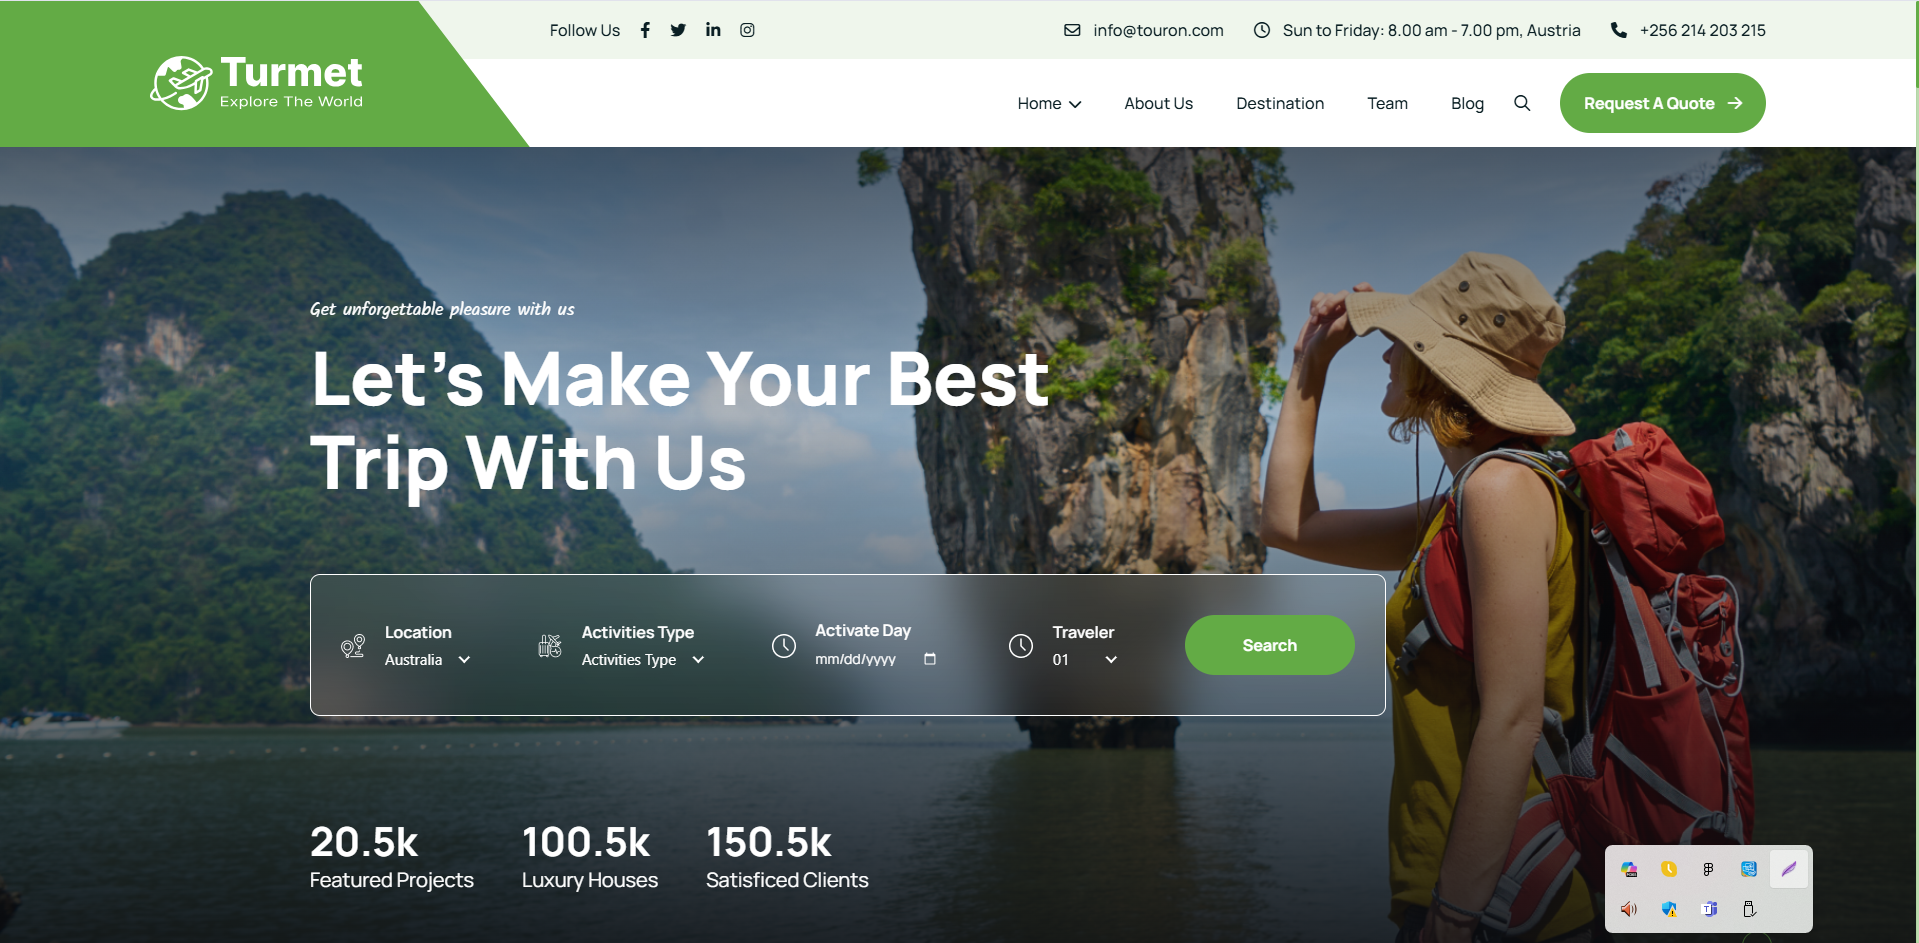 Follow Us
info@touron.com
Sun to Friday: 8.00 am - 7.00 pm, Austria
+256 214 203 215
Turmet
Explore The World
Home
About Us
Destination
Team
Blog
Request A Quote
Get unforgettable pleasure with us
Let's Make Your Best
Trip With Us
Location
Australia
Activities Type
Activities Type
Activate Day
mm/dd/yyyy
Traveler
01
Search
20.5k
Featured Projects
100.5k
Luxury Houses
150.5k
Satisficed Clients